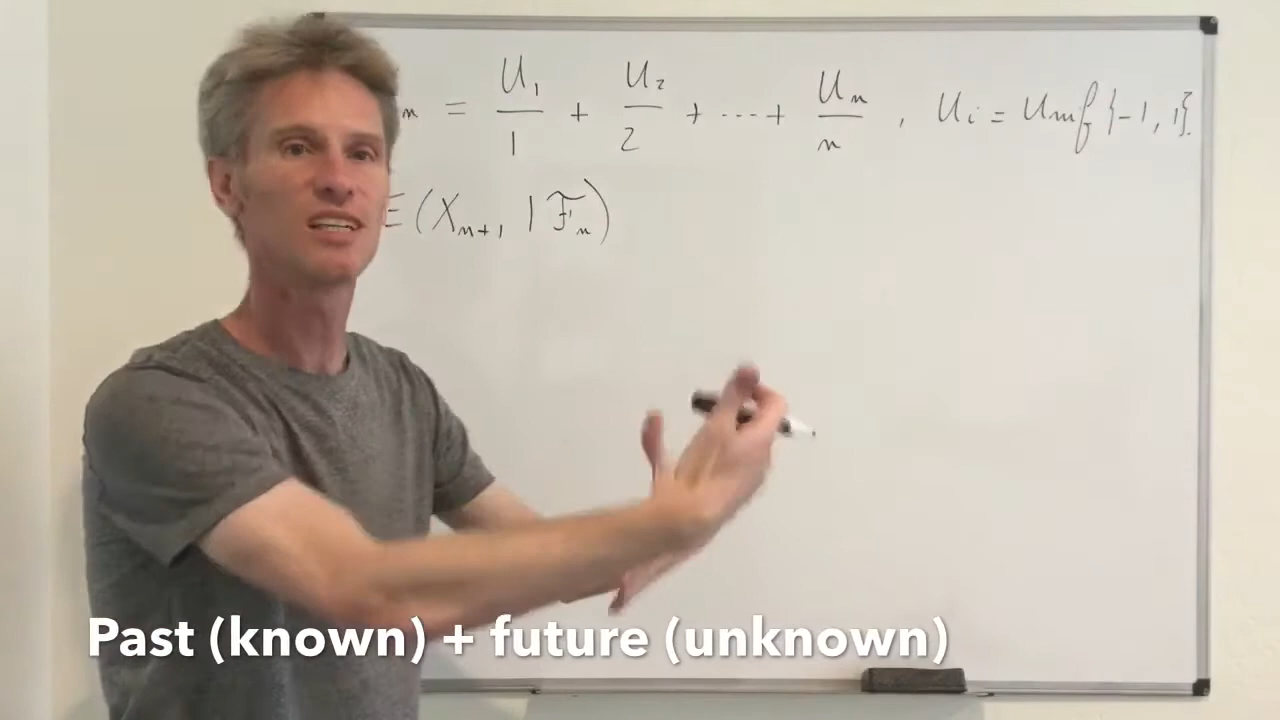 n = U₁/1 + U₂/2 + ... + Uₙ/n , Uᵢ = Unif {-1, 1}.
E(Xₙ₊₁ | ℱₙ)
Past (known) + future (unknown)